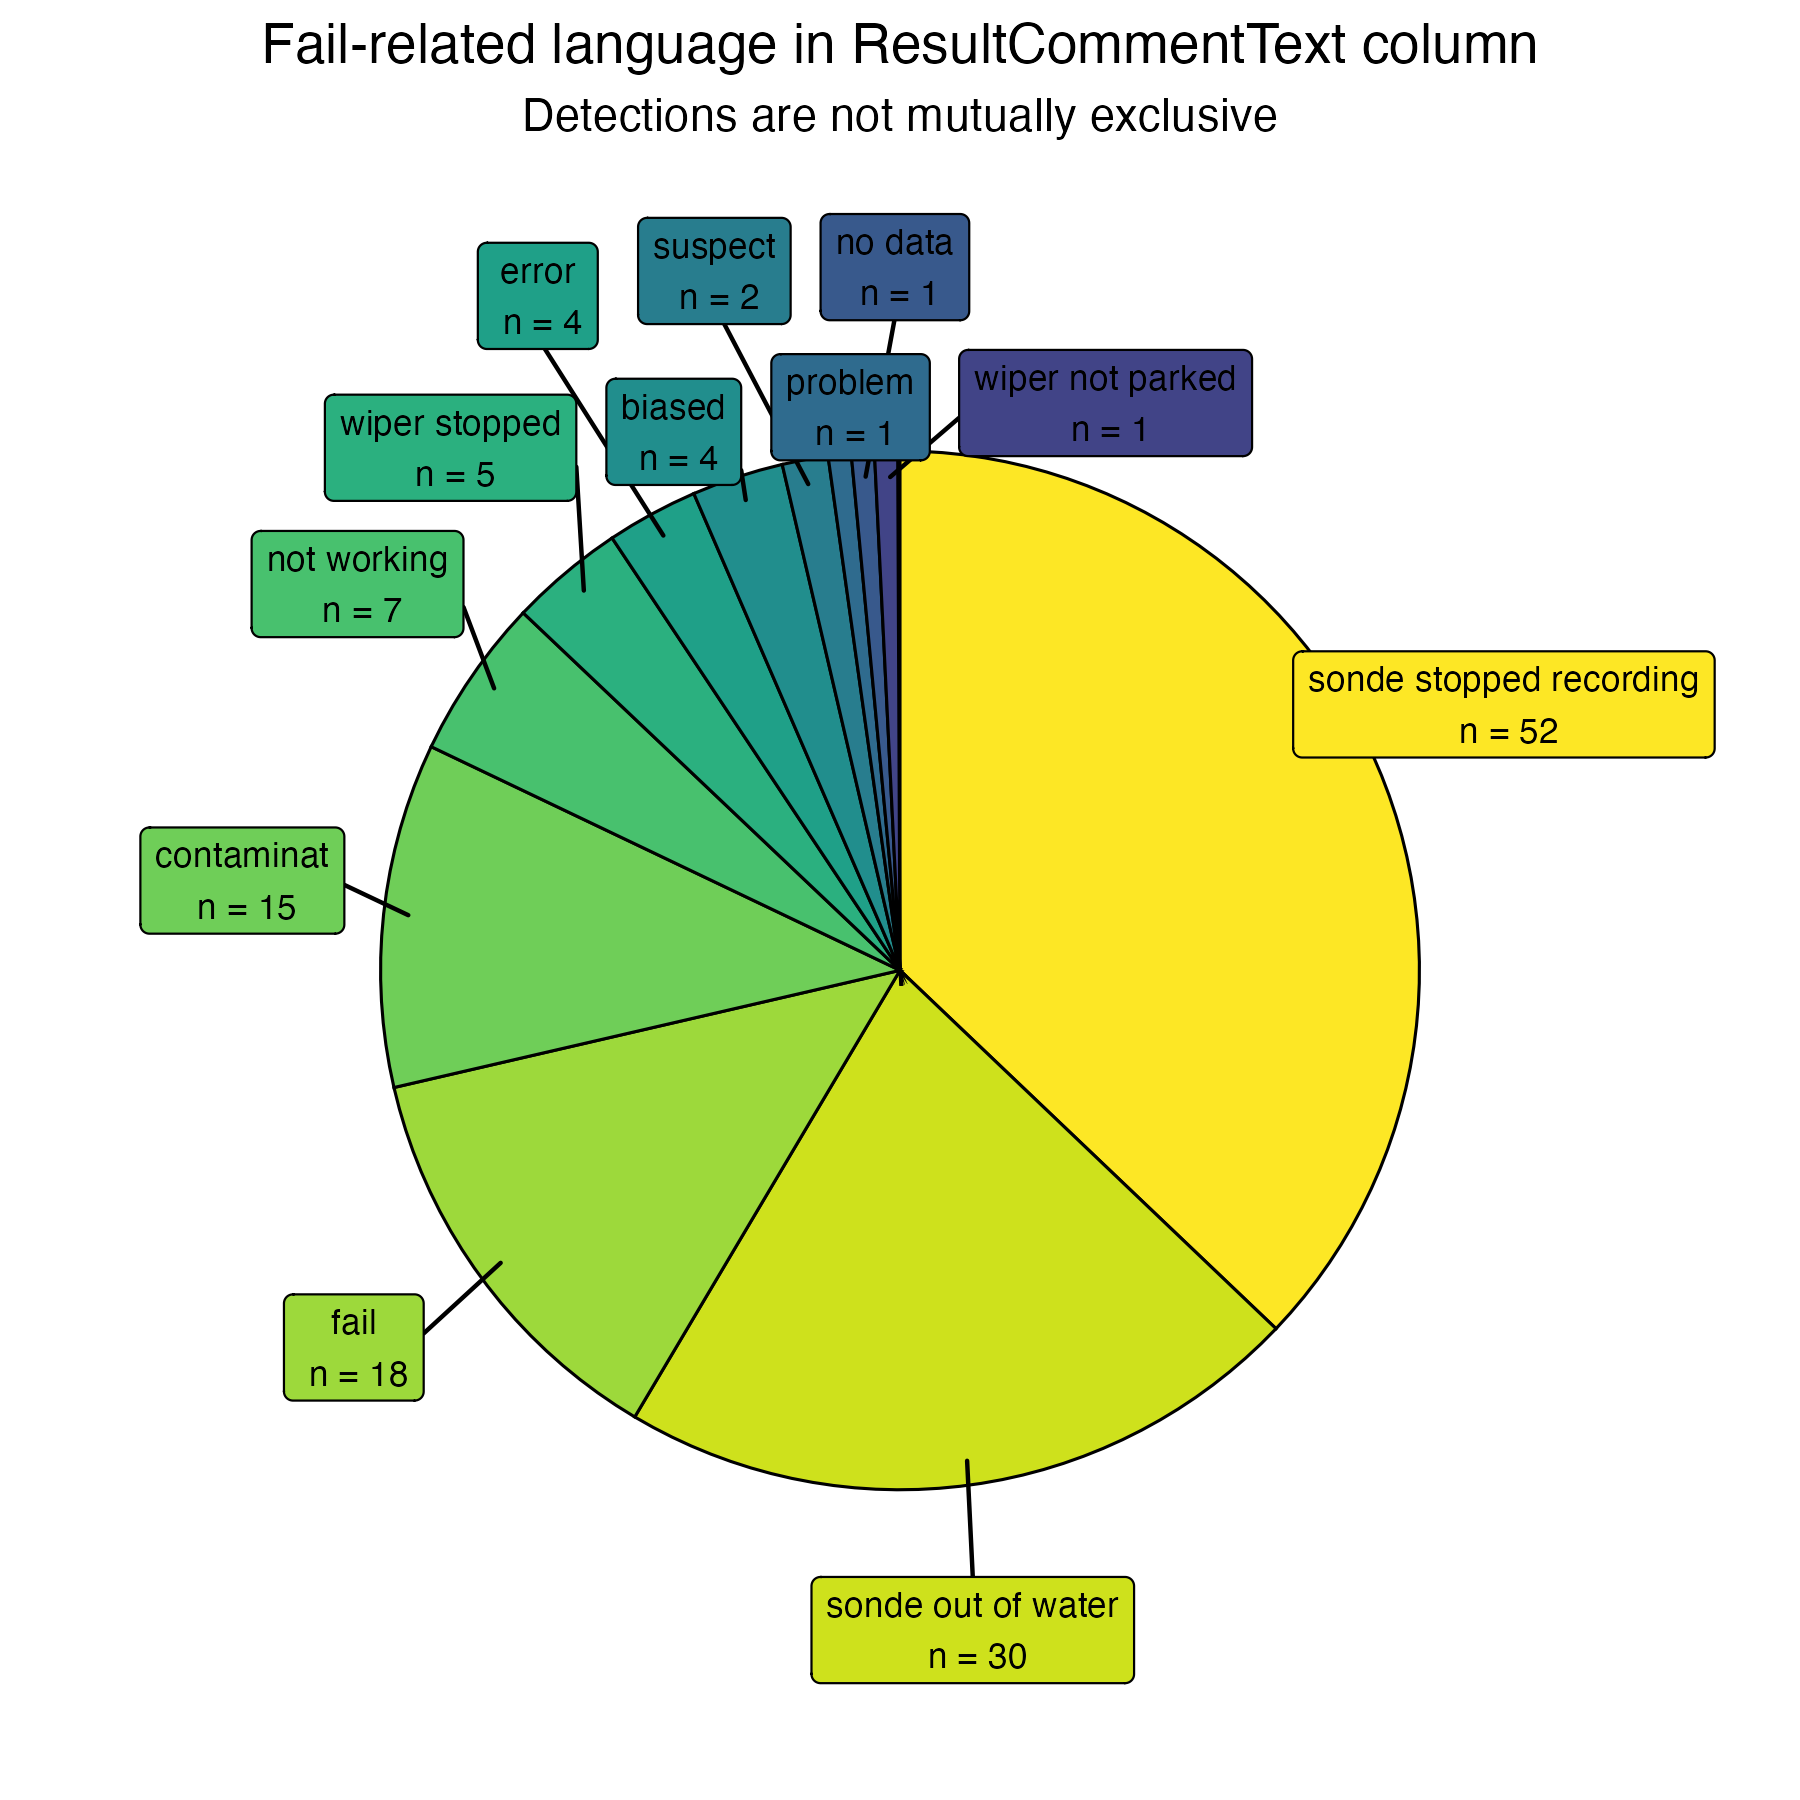 Fail-related language in ResultCommentText column
Detections are not mutually exclusive
no data
n = 1
suspect
n = 2
error
n = 4
wiper not parked
n = 1
problem
n = 1
biased
n = 4
wiper stopped
n = 5
not working
n = 7
sonde stopped recording
n = 52
contaminat
n = 15
fail
n = 18
sonde out of water
n = 30